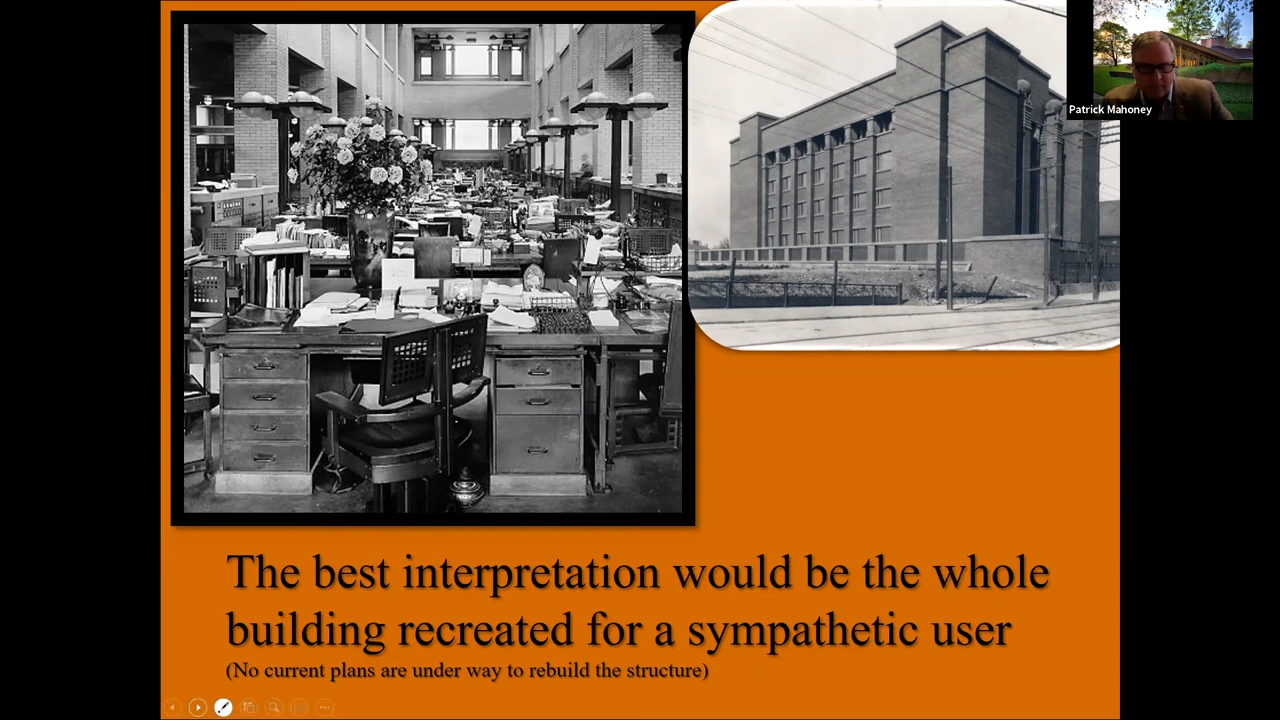 Patrick Mahoney
The best interpretation would be the whole
building recreated for a sympathetic user
(No current plans are under way to rebuild the structure)